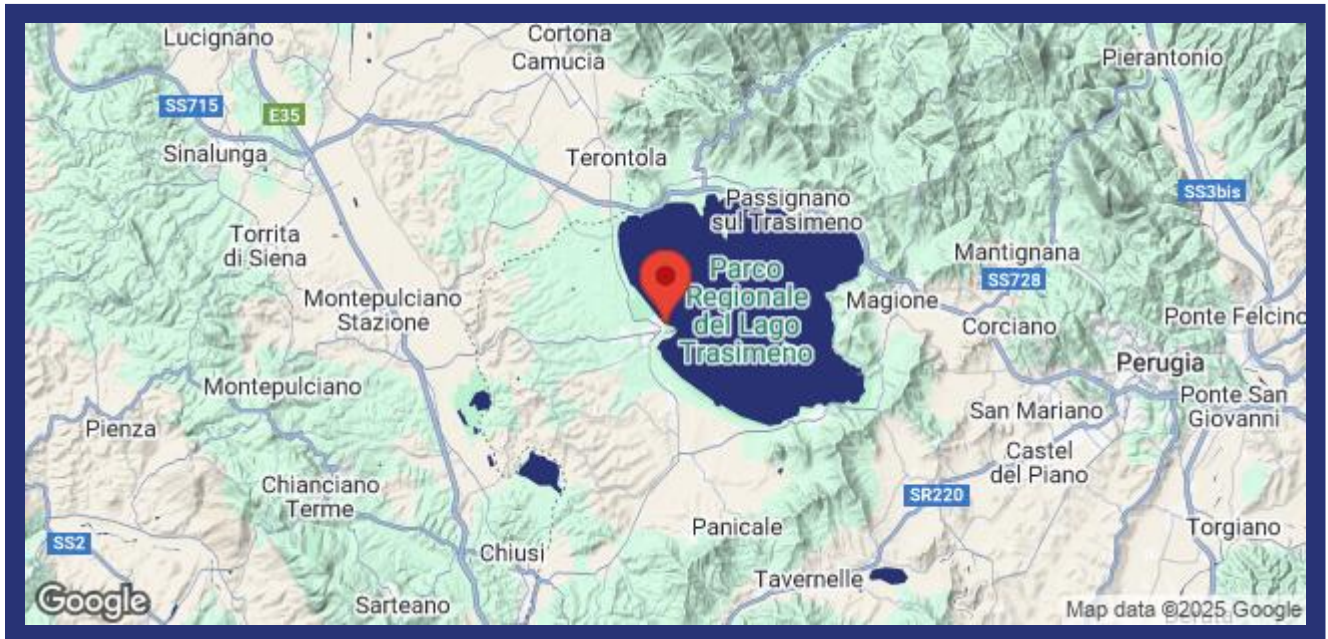 Lucignano
Cortona
Camucia
Pierantonio
SS715
E35
Sinalunga
Terontola
SS3bis
Passignano
sul Trasimeno
Torrita
di Siena
Mantignana
SS728
Parco
Regionale
del Lago
Trasimeno
Montepulciano
Stazione
Magione
Corciano
Ponte Felcino
Perugia
Montepulciano
Ponte San
Giovanni
San Mariano
Pienza
Castel
del Piano
Chianciano
Terme
SR220
Panicale
Torgiano
SS2
Chiusi
Tavernelle
Sarteano
Google
Map data ©2025 Google